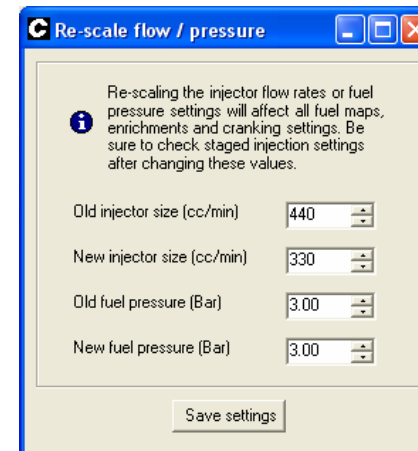 C Re-scale flow / pressure
Re-scaling the injector flow rates or fuel
pressure settings will affect all fuel maps,
enrichments and cranking settings. Be
sure to check staged injection settings
after changing these values.
Old injector size (cc/min) 440
New injector size (cc/min) 330
Old fuel pressure (Bar) 3.00
New fuel pressure (Bar) 3.00
Save settings